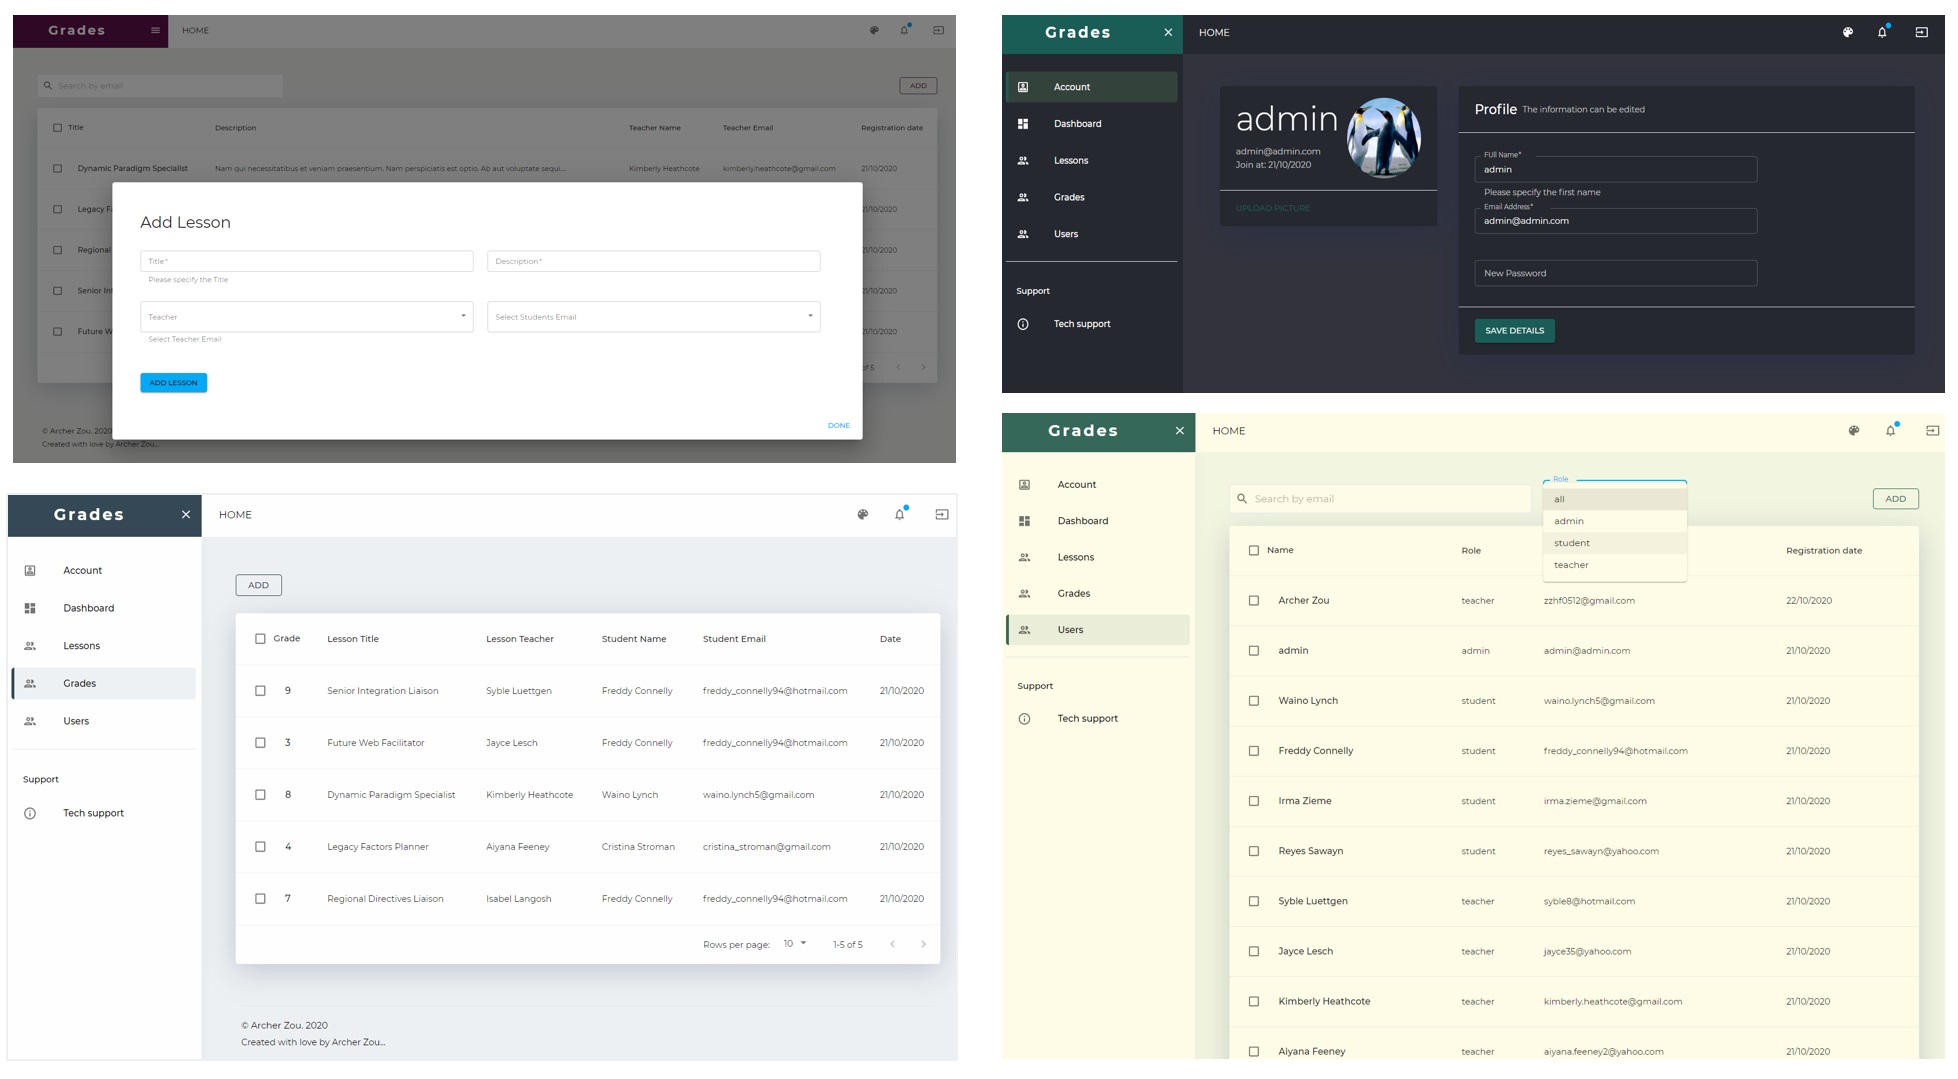 Grades
HOME
Search by email
ADD
Title Description Teacher Name Teacher Email Registration date
Dynamic Paradigm Specialist Nam qui necessitatibus et veniam praesentium. Nam perspiciatis est optio. Ab aut voluptate sequi.... Kimberly Heathcote kimberly.heathcote@gmail.com 21/10/2020
Legacy F 21/10/2020
Regional 21/10/2020
Senior In 21/10/2020
Future W 21/10/2020
of 5
Add Lesson
Title*
Please specify the Title
Description*
Teacher
Select Teacher Email
Select Students Email
ADD LESSON
DONE
© Archer Zou. 2020
Created with love by Archer Zou...
Grades
HOME
Account
Dashboard
Lessons
Grades
Users
Support
Tech support
admin
admin@admin.com
Join at: 21/10/2020
UPLOAD PICTURE
Profile The information can be edited
FUll Name*
admin
Please specify the first name
Email Address*
admin@admin.com
New Password
SAVE DETAILS
Grades
HOME
Account
Dashboard
Lessons
Grades
Users
Support
Tech support
ADD
Grade Lesson Title Lesson Teacher Student Name Student Email Date
9 Senior Integration Liaison Syble Luettgen Freddy Connelly freddy_connelly94@hotmail.com 21/10/2020
3 Future Web Facilitator Jayce Lesch Freddy Connelly freddy_connelly94@hotmail.com 21/10/2020
8 Dynamic Paradigm Specialist Kimberly Heathcote Waino Lynch waino.lynch5@gmail.com 21/10/2020
4 Legacy Factors Planner Aiyana Feeney Cristina Stroman cristina_stroman@gmail.com 21/10/2020
7 Regional Directives Liaison Isabel Langosh Freddy Connelly freddy_connelly94@hotmail.com 21/10/2020
Rows per page: 10 1-5 of 5
© Archer Zou. 2020
Created with love by Archer Zou...
Grades
HOME
Account
Dashboard
Lessons
Grades
Users
Support
Tech support
Search by email
Role
all
admin
student
teacher
ADD
Name Role Registration date
Archer Zou teacher zzhf0512@gmail.com 22/10/2020
admin admin admin@admin.com 21/10/2020
Waino Lynch student waino.lynch5@gmail.com 21/10/2020
Freddy Connelly student freddy_connelly94@hotmail.com 21/10/2020
Irma Zieme student irma.zieme@gmail.com 21/10/2020
Reyes Sawayn student reyes_sawayn@yahoo.com 21/10/2020
Syble Luettgen teacher syble8@hotmail.com 21/10/2020
Jayce Lesch teacher jayce35@yahoo.com 21/10/2020
Kimberly Heathcote teacher kimberly.heathcote@gmail.com 21/10/2020
Aiyana Feeney teacher aiyana.feeney2@yahoo.com 21/10/2020